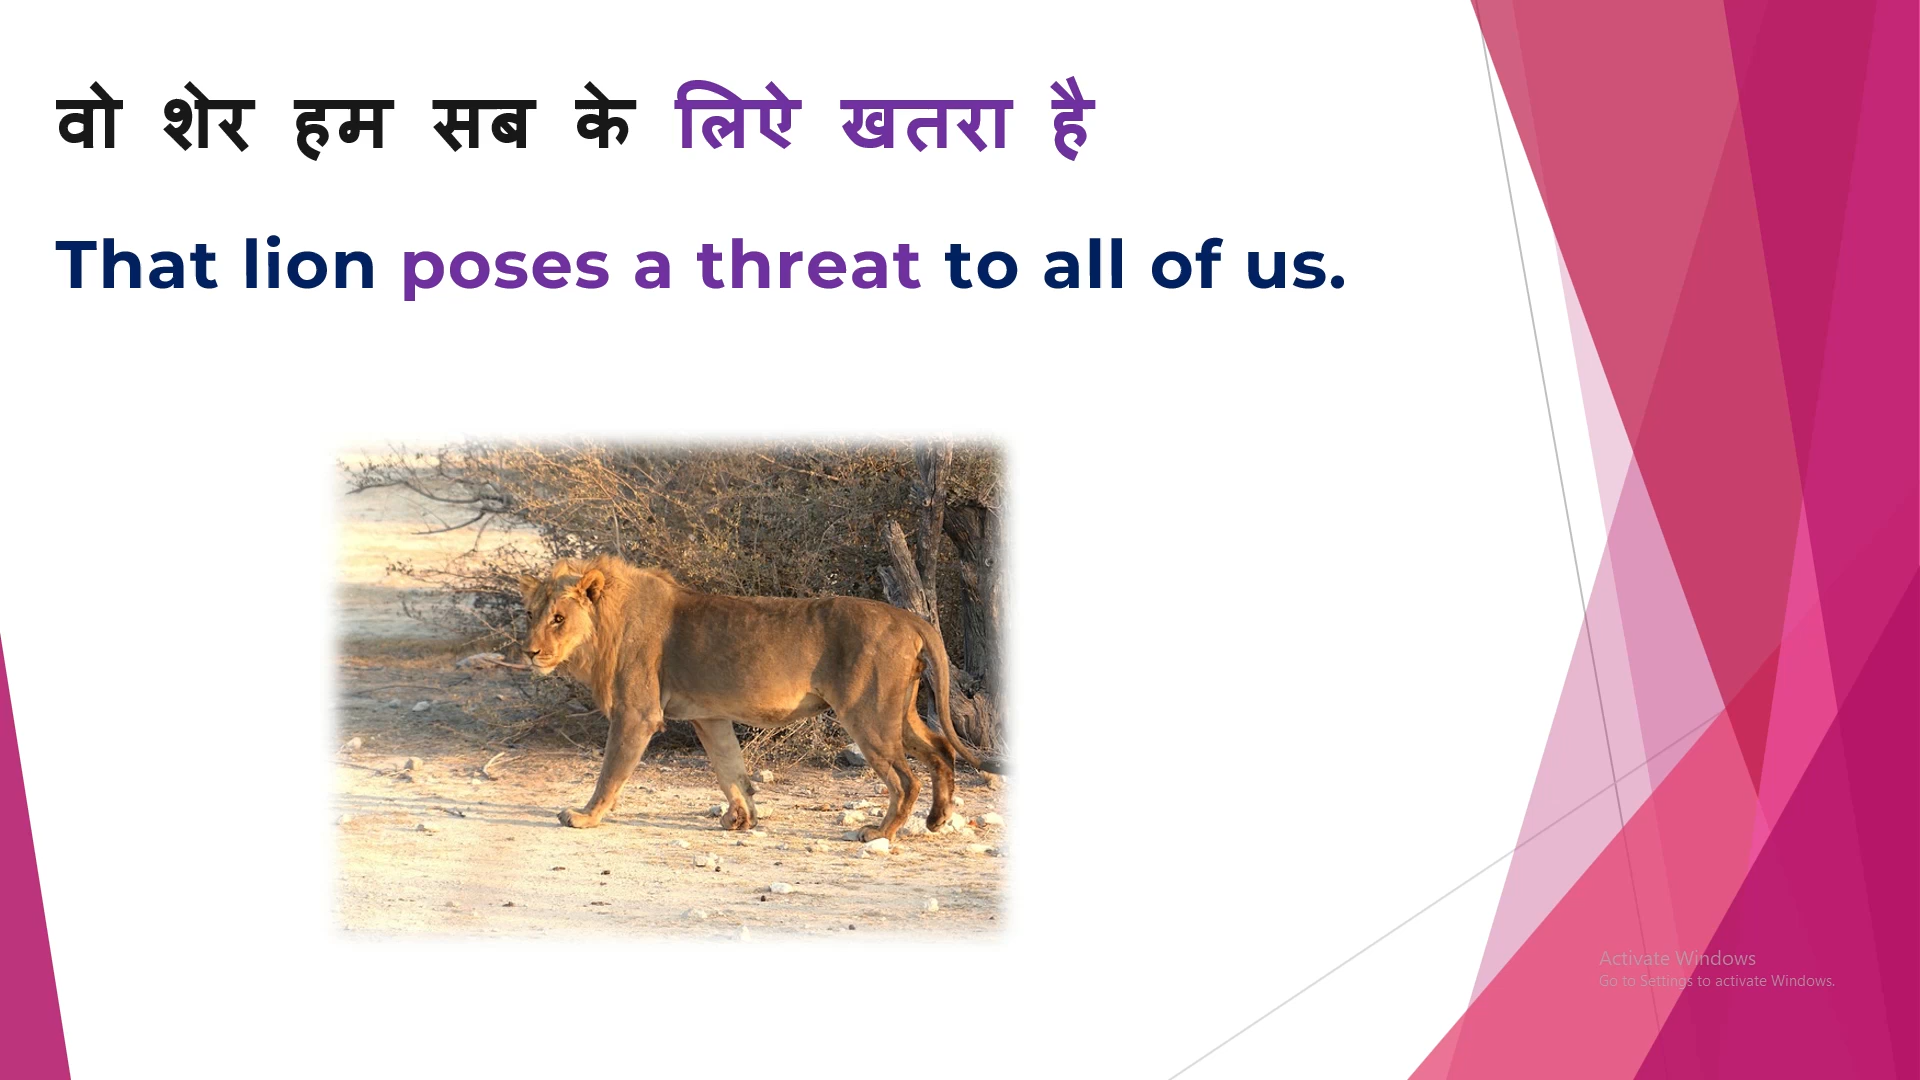 वो शेर हम सब के लिऐ खतरा है
That lion poses a threat to all of us.
Activate Windows
Go to Settings to activate Windows.